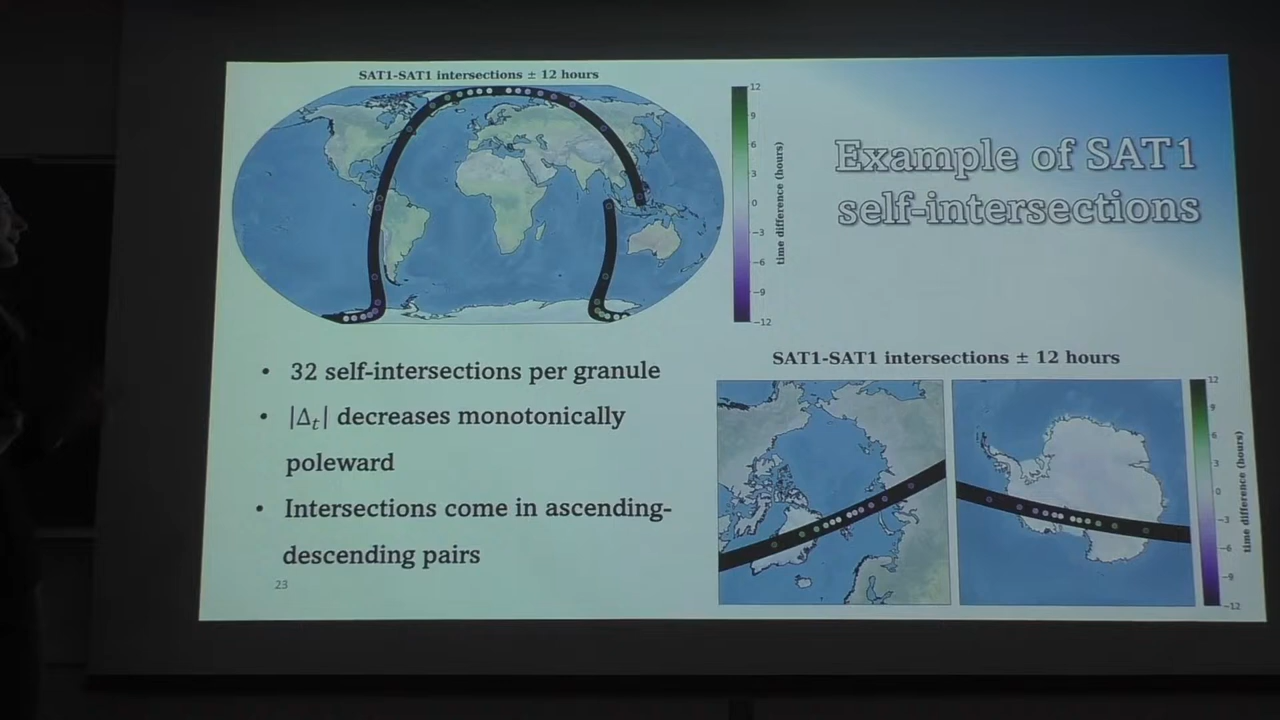 SAT1-SAT1 intersections ± 12 hours
12
9
6
3
0
−3
−6
−9
−12
time difference (hours)
Example of SAT1
self-intersections
• 32 self-intersections per granule
• |Δt| decreases monotonically
poleward
• Intersections come in ascending-
descending pairs
23
SAT1-SAT1 intersections ± 12 hours
12
9
6
3
0
−3
−6
−9
−12
time difference (hours)